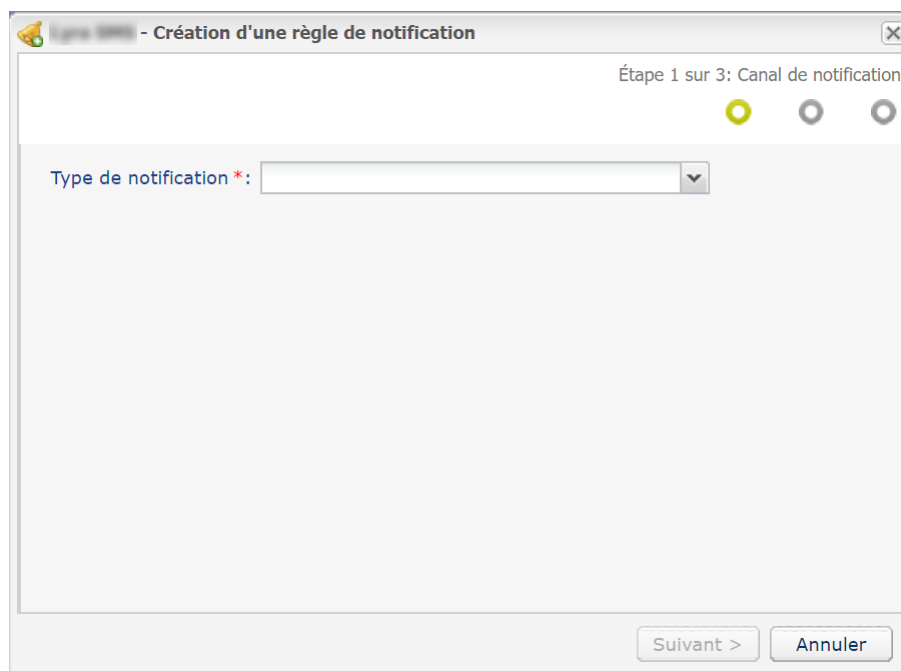 - Création d'une règle de notification
Étape 1 sur 3: Canal de notification
Type de notification *:
Suivant >
Annuler